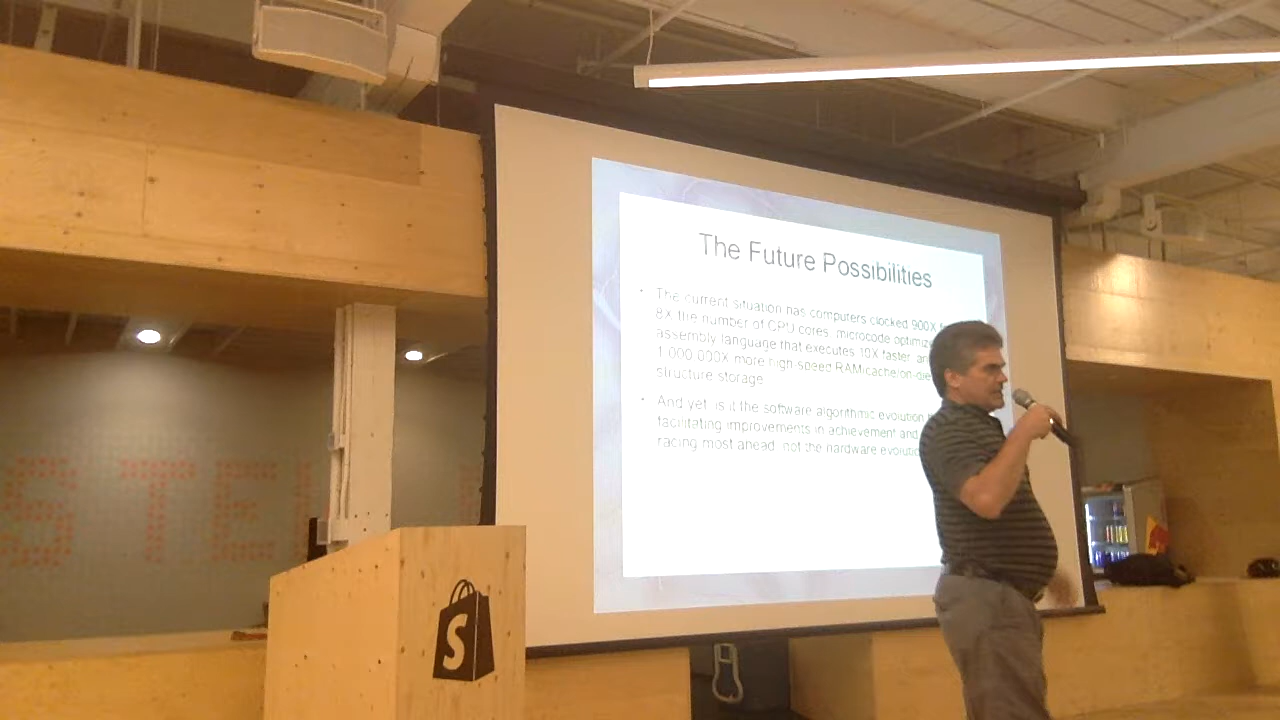 The Future Possibilities
The current situation has computers clocked 900X
8X the number of CPU cores, microcode optimize
assembly language that executes 10X faster, an
1,000,000X more high-speed RAM/cache/on-die
structure storage
And yet, is it the software algorithmic evolution
facilitating improvements in achievement and
racing most ahead, not the hardware evolutio
STE
S